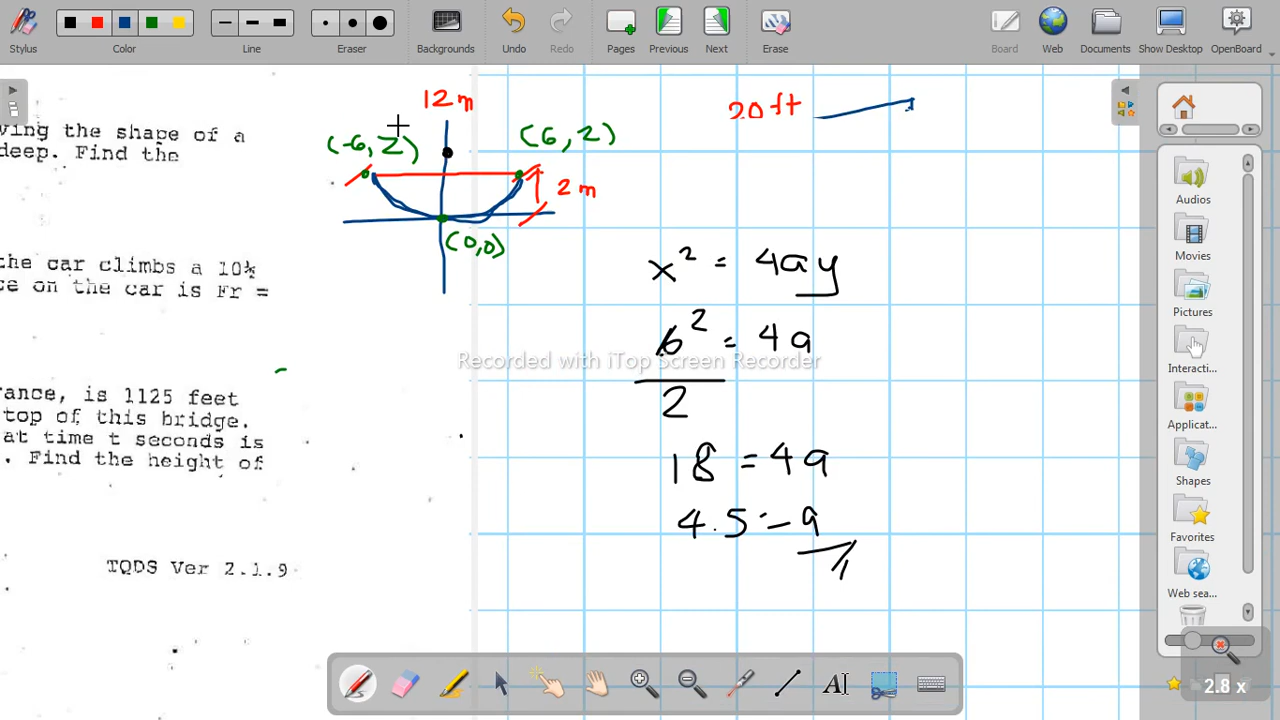 Stylus
Color
Line
Eraser
Backgrounds
Undo
Redo
Pages
Previous
Next
Erase
Board
Web
Documents
Show Desktop
OpenBoard
ving the shape of a
deep. Find the
the car climbs a 10%
ce on the car is Fr =
rance, is 1125 feet
top of this bridge.
at time t seconds is
. Find the height of
TQDS Ver 2.1.9
12 m
(-6, 2)
(6, 2)
2 m
(0,0)
20 ft
x² = 4ay
6² = 4a
2
18 = 4a
4.5 = a
Recorded with iTop Screen Recorder
Audios
Movies
Pictures
Interacti...
Applicat...
Shapes
Favorites
Web sea...
2.8 x